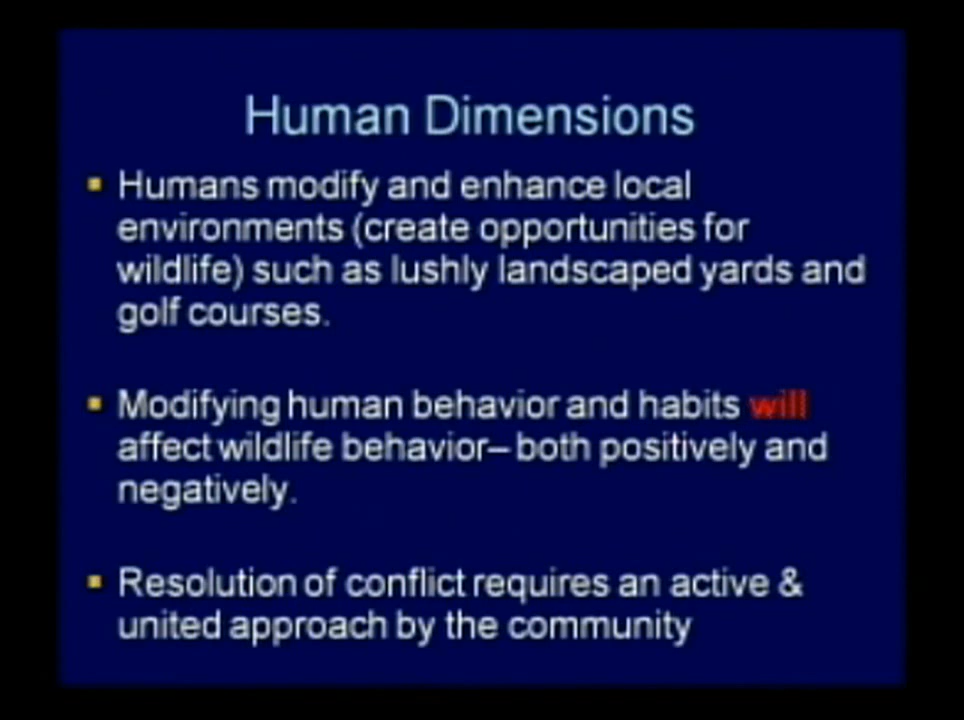 Human Dimensions
Humans modify and enhance local
environments (create opportunities for
wildlife) such as lushly landscaped yards and
golf courses.
Modifying human behavior and habits will
affect wildlife behavior– both positively and
negatively.
Resolution of conflict requires an active &
united approach by the community